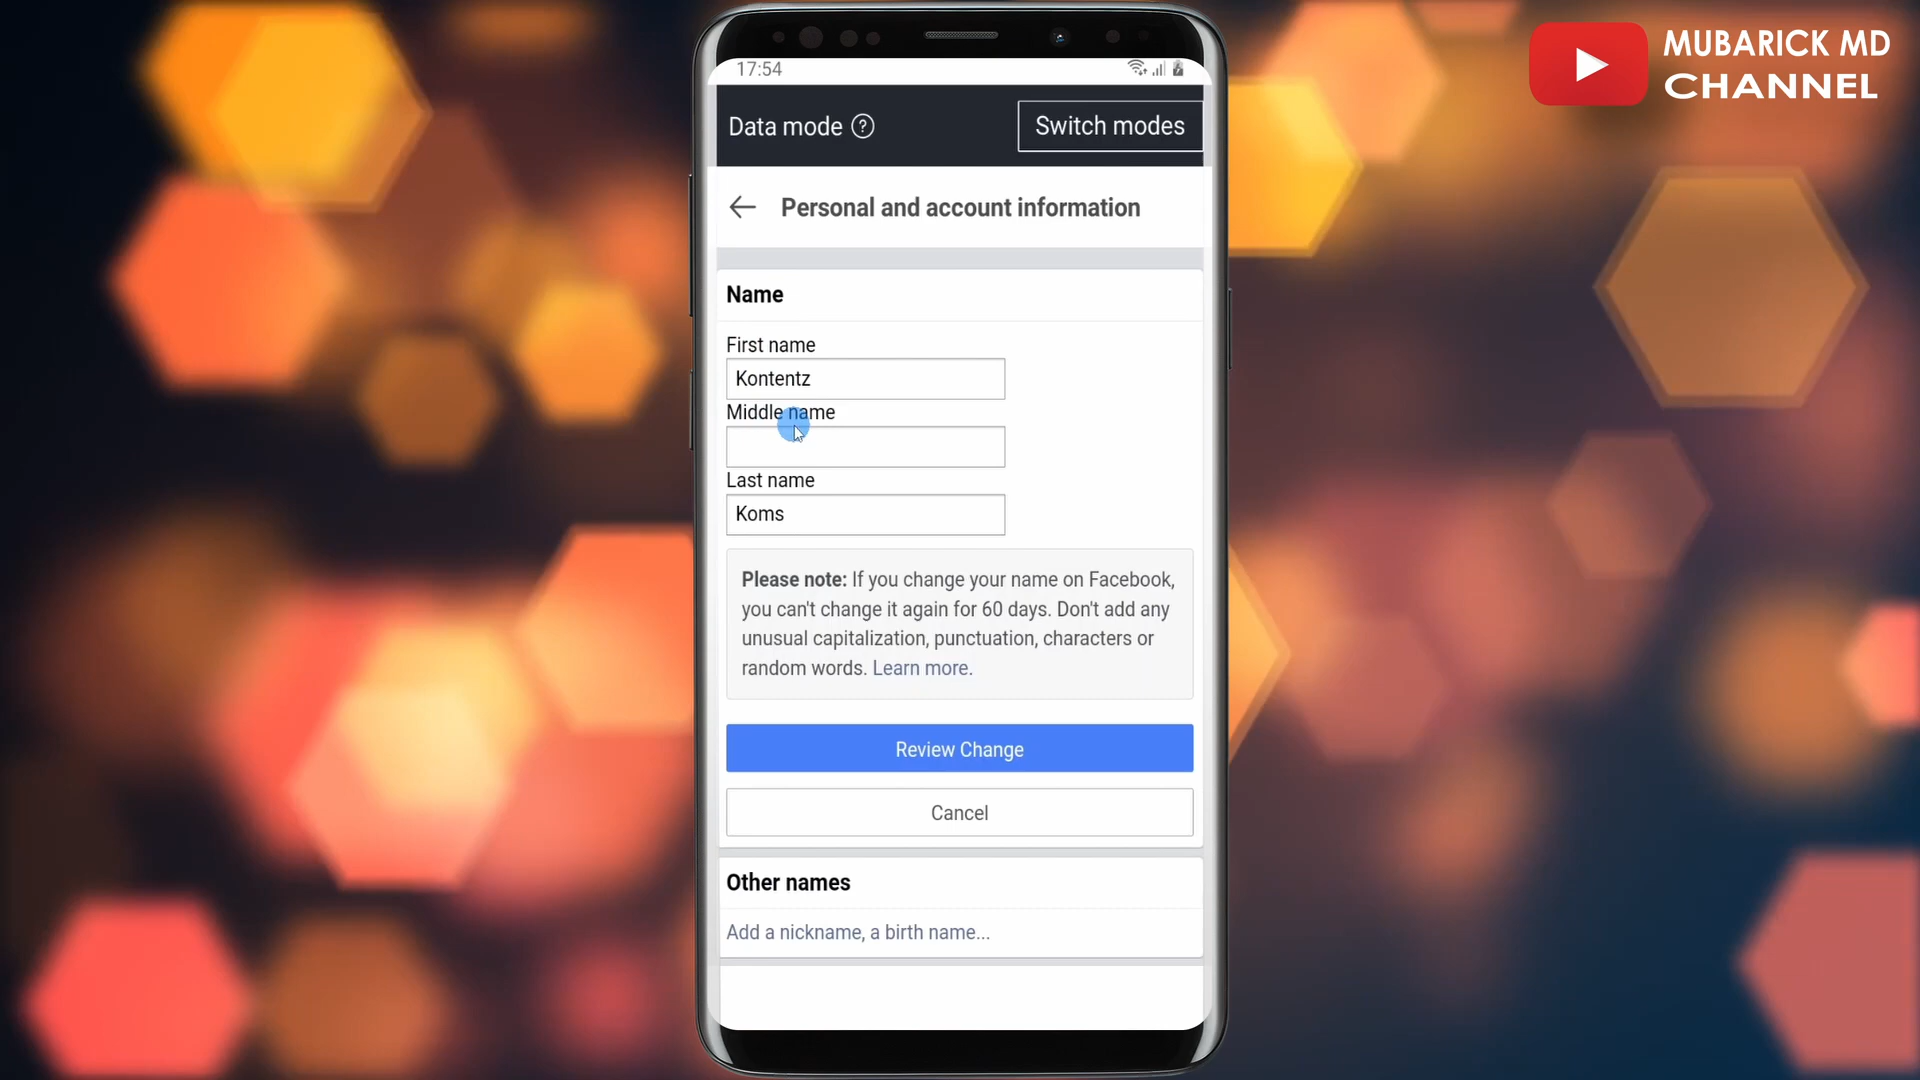 MUBARICK MD
CHANNEL
17:54
Data mode
Switch modes
Personal and account information
Name
First name
Kontentz
Middle name
Last name
Koms
Please note: If you change your name on Facebook,
you can't change it again for 60 days. Don't add any
unusual capitalization, punctuation, characters or
random words. Learn more.
Review Change
Cancel
Other names
Add a nickname, a birth name...